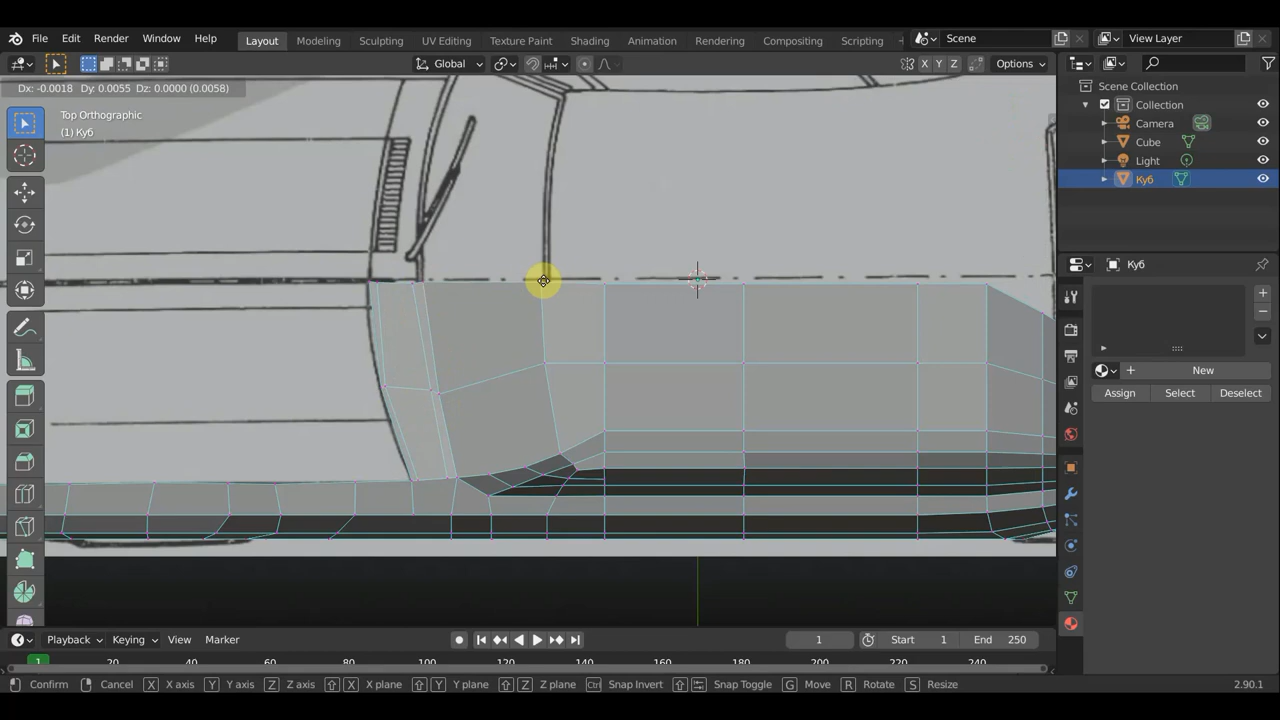 File Edit Render Window Help
Layout Modeling Sculpting UV Editing Texture Paint Shading Animation Rendering Compositing Scripting
Scene
View Layer
Global
X Y Z
Options
Dx: -0.0018 Dy: 0.0055 Dz: 0.0000 (0.0058)
Top Orthographic
(1) Куб
Scene Collection
Collection
Camera
Cube
Light
Куб
Куб
New
Assign Select Deselect
Playback Keying View Marker
1 Start 1 End 250
1 20 40 60 80 100 120 140 160 180 200 220 240
Confirm Cancel X X axis Y Y axis Z Z axis X X plane Y Y plane Z Z plane Ctrl Snap Invert Snap Toggle G Move R Rotate S Resize 2.90.1